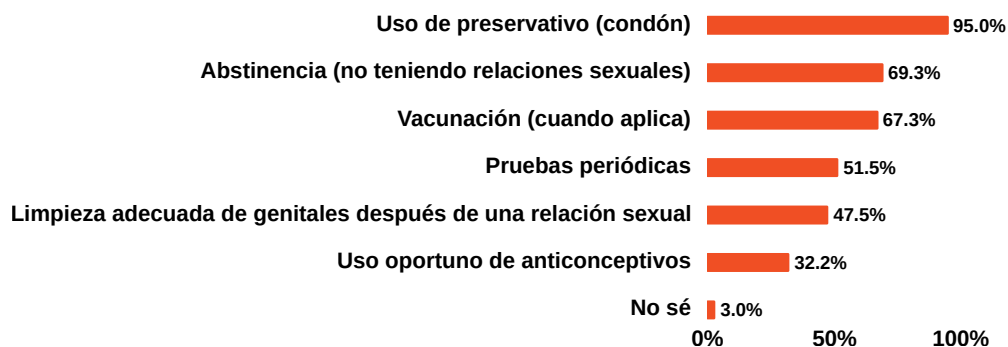 Uso de preservativo (condón) 95.0%
Abstinencia (no teniendo relaciones sexuales) 69.3%
Vacunación (cuando aplica) 67.3%
Pruebas periódicas 51.5%
Limpieza adecuada de genitales después de una relación sexual 47.5%
Uso oportuno de anticonceptivos 32.2%
No sé 3.0%
0% 50% 100%